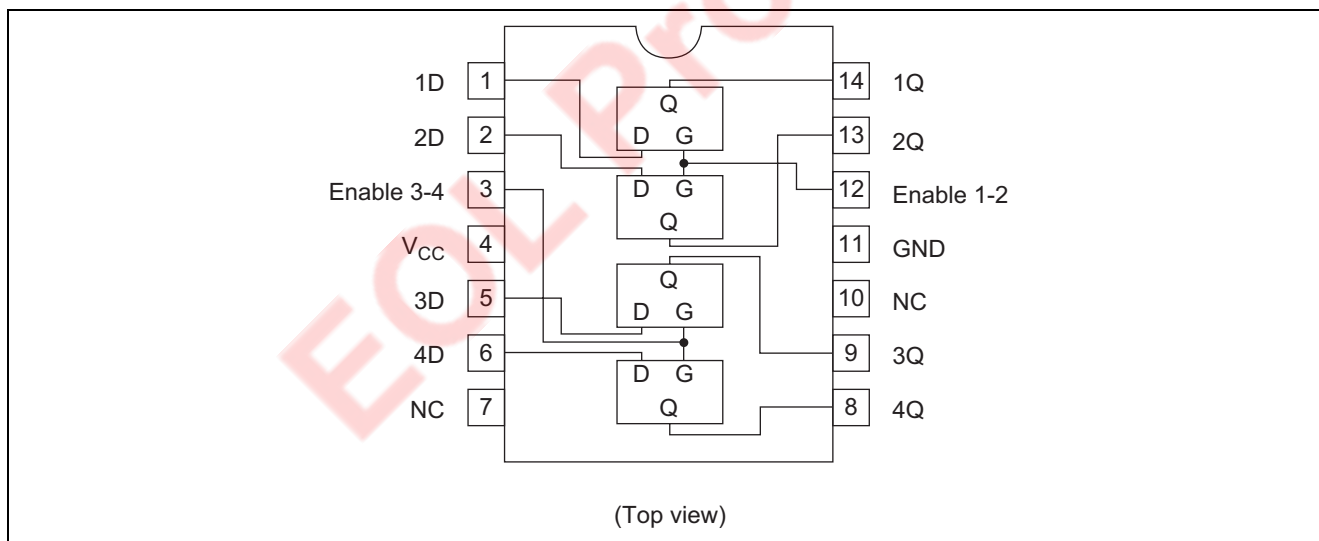 EOL Pro
1D 1
2D 2
Enable 3-4 3
VCC 4
3D 5
4D 6
NC 7
14 1Q
13 2Q
12 Enable 1-2
11 GND
10 NC
9 3Q
8 4Q
Q
D G
D G
Q
Q
D G
D G
Q
(Top view)